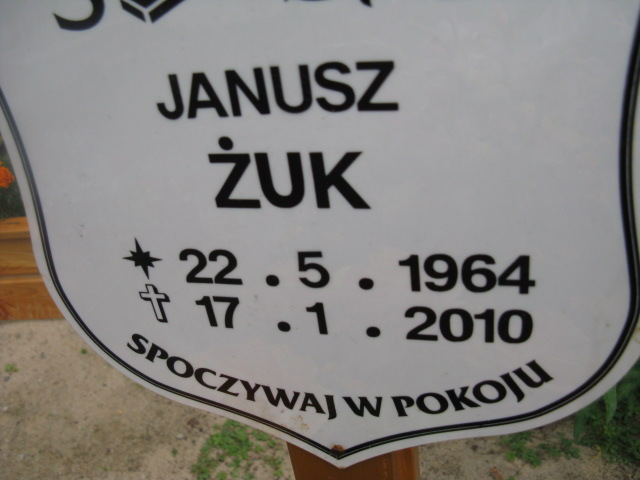 JANUSZ
ŻUK
22 . 5 . 1964
17 . 1 . 2010
SPOCZYWAJ W POKOJU